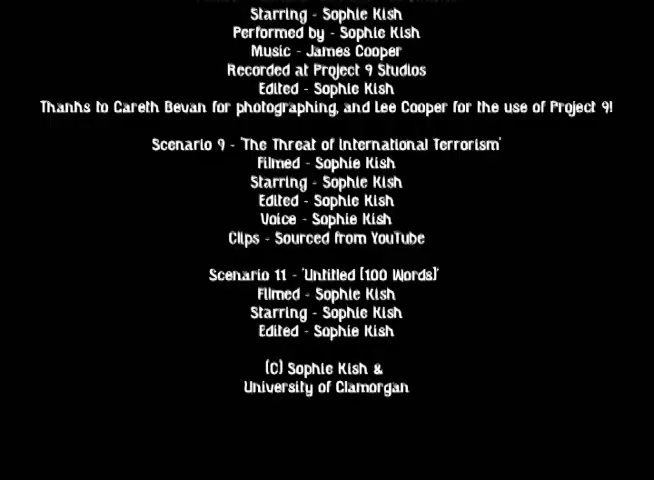 Starring - Sophie Kish
Performed by - Sophie Kish
Music - James Cooper
Recorded at Project 9 Studios
Edited - Sophie Kish
Thanks to Gareth Bevan for photographing, and Lee Cooper for the use of Project 9!
Scenario 9 - 'The Threat of International Terrorism'
Filmed - Sophie Kish
Starring - Sophie Kish
Edited - Sophie Kish
Voice - Sophie Kish
Clips - Sourced from YouTube
Scenario 11 - 'Untitled [100 Words]'
Filmed - Sophie Kish
Starring - Sophie Kish
Edited - Sophie Kish
(C) Sophie Kish &
University of Glamorgan